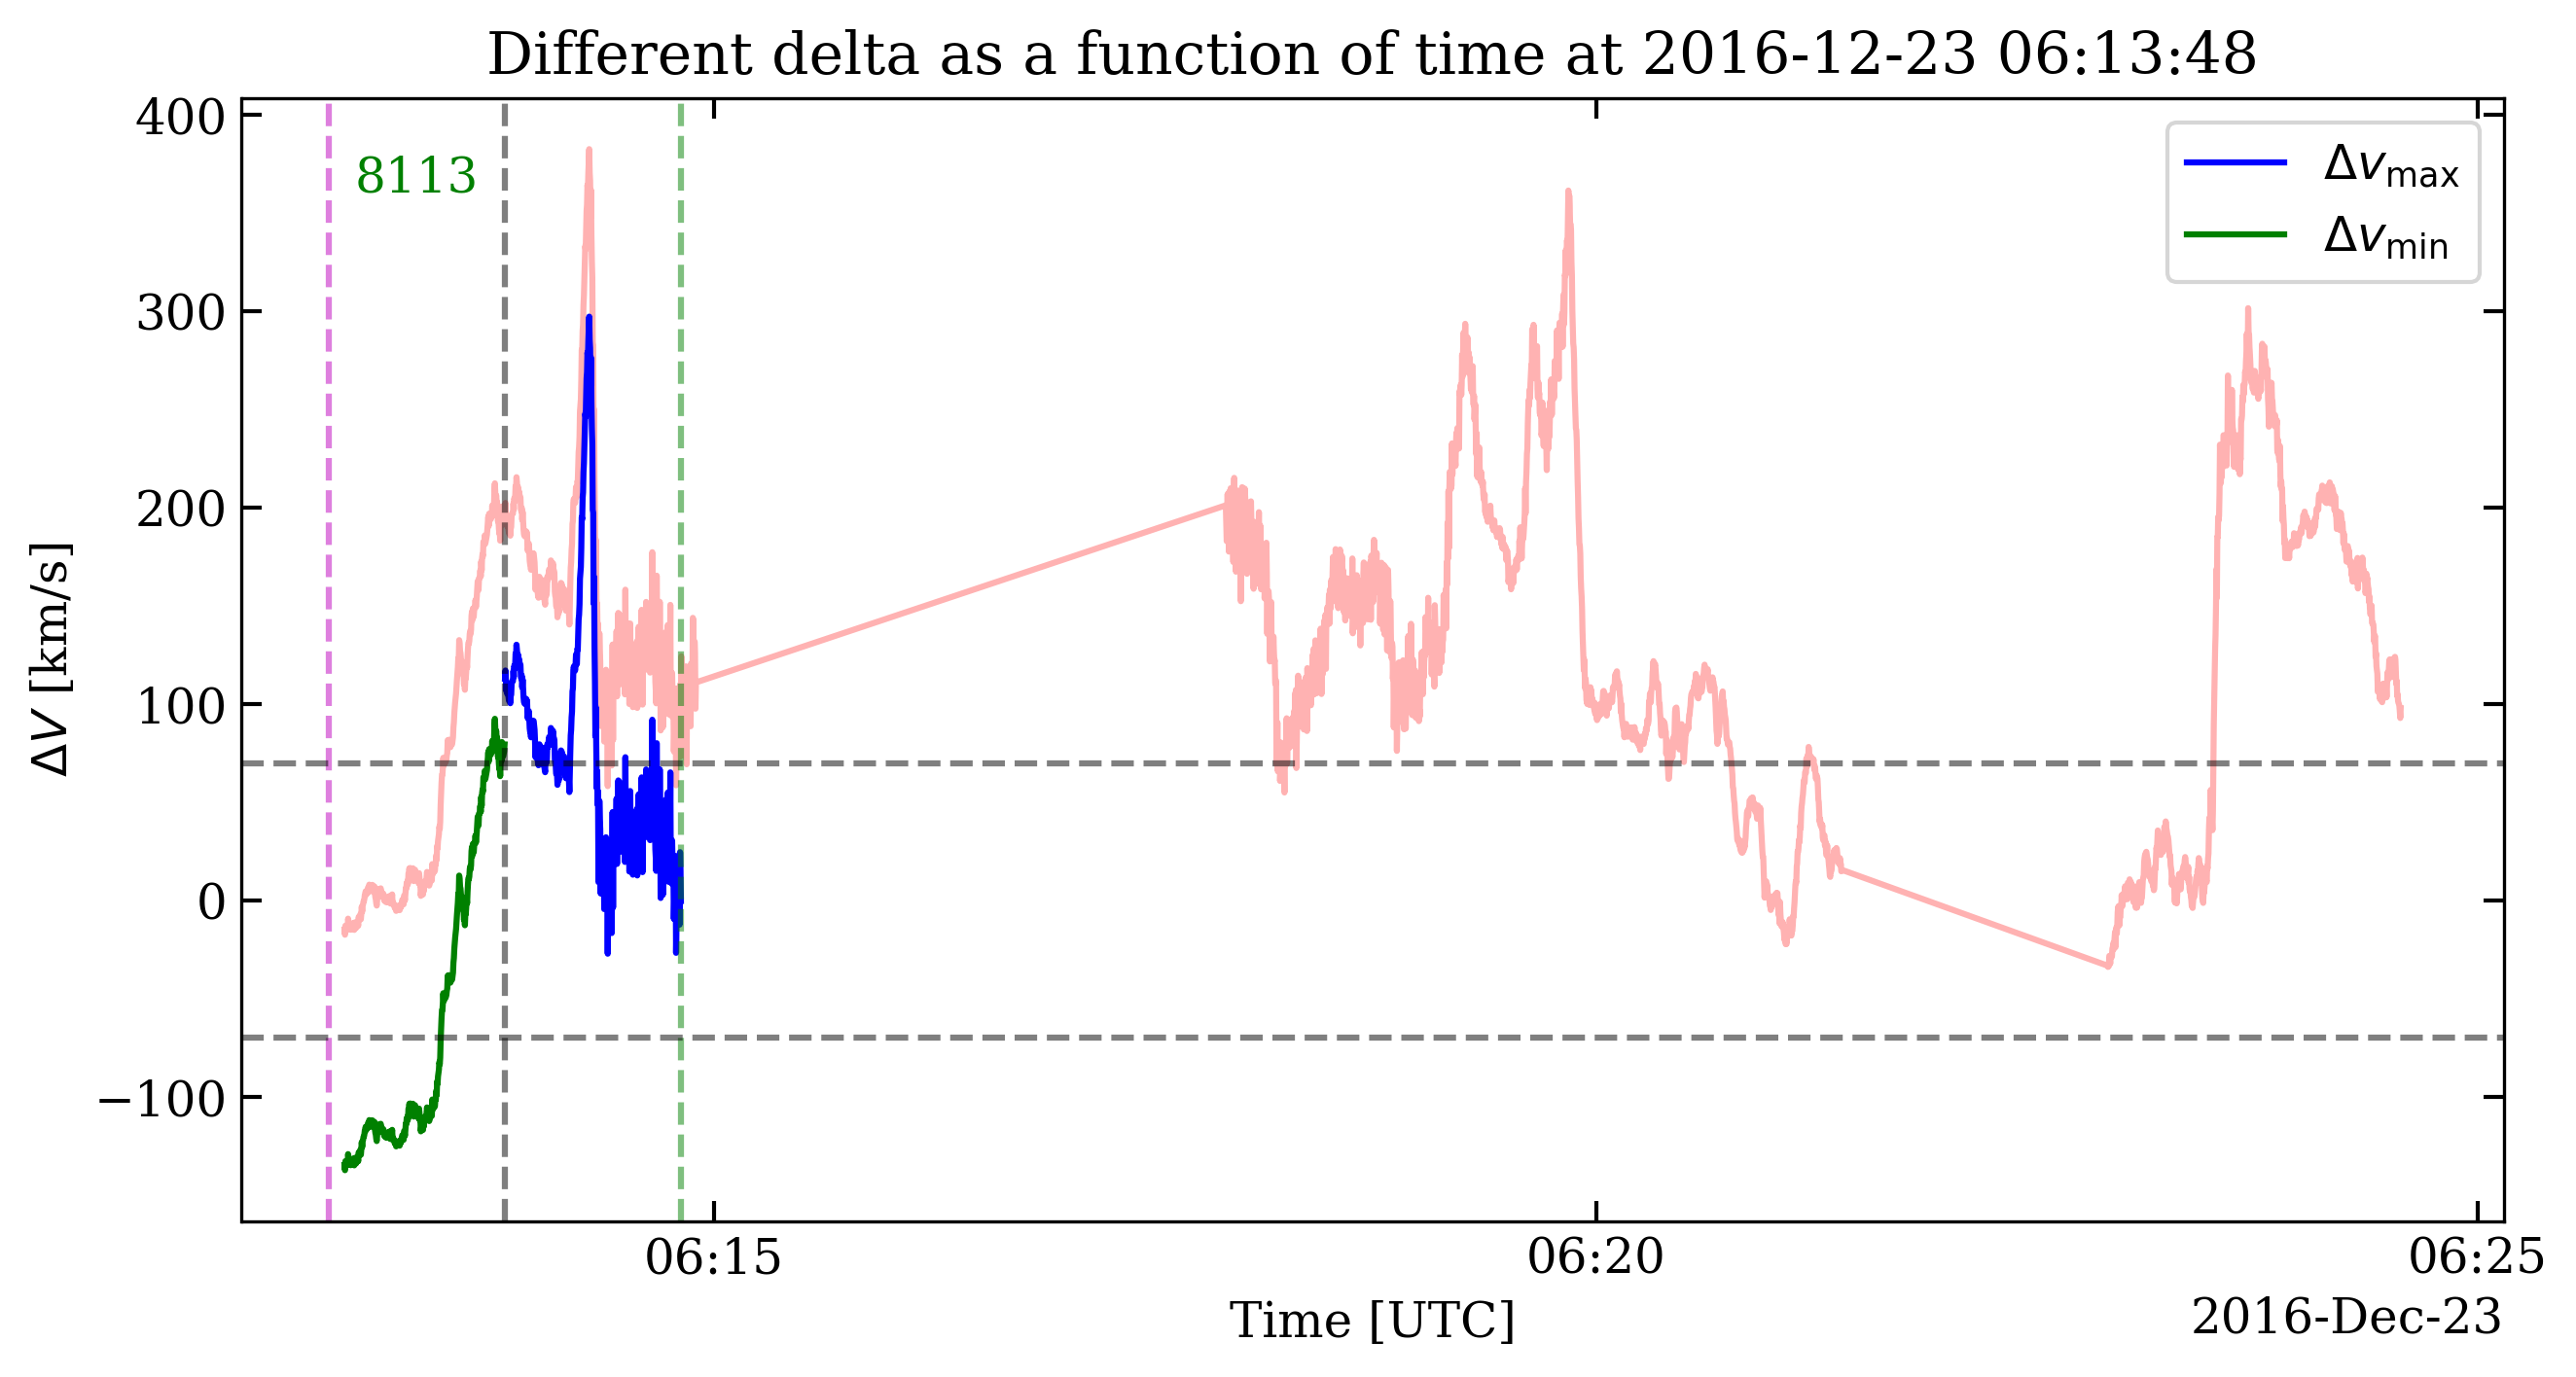 Different delta as a function of time at 2016-12-23 06:13:48
400
300
200
100
0
−100
ΔV [km/s]
8113
Δv_max
Δv_min
06:15
06:20
06:25
Time [UTC]
2016-Dec-23